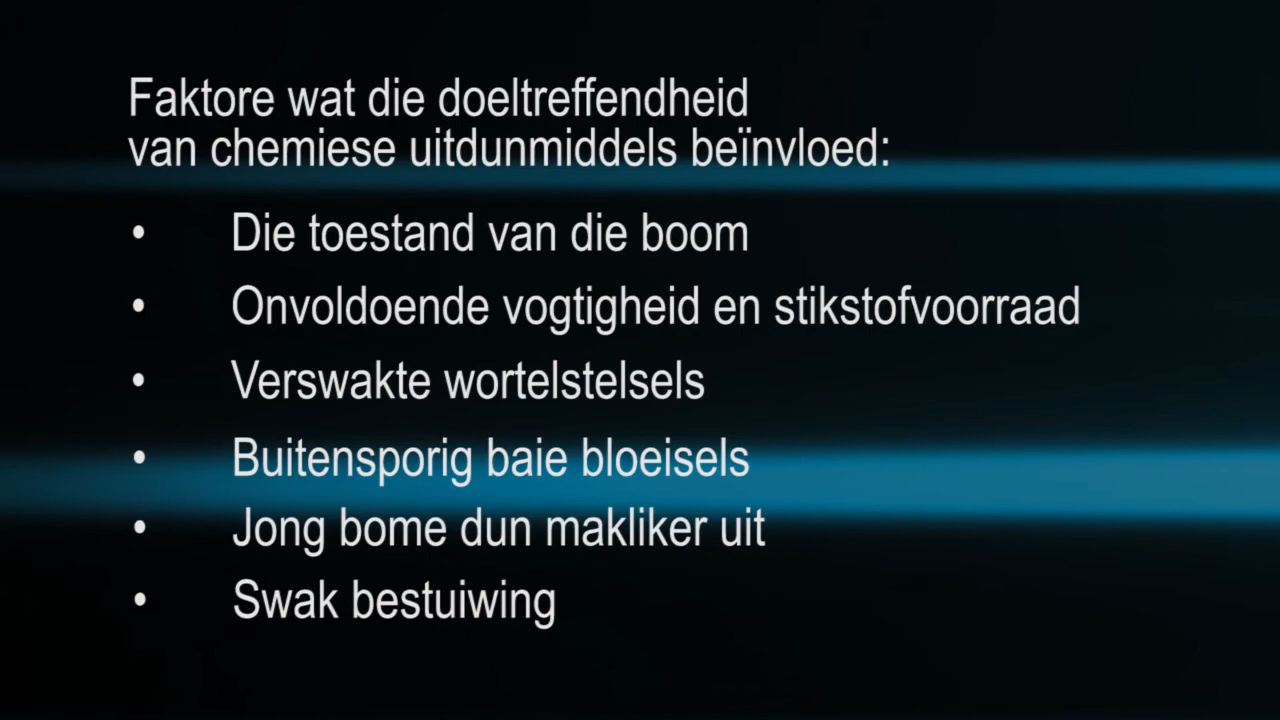 Faktore wat die doeltreffendheid
van chemiese uitdunmiddels beïnvloed:
• Die toestand van die boom
• Onvoldoende vogtigheid en stikstofvoorraad
• Verswakte wortelstelsels
• Buitensporig baie bloeisels
• Jong bome dun makliker uit
• Swak bestuiwing